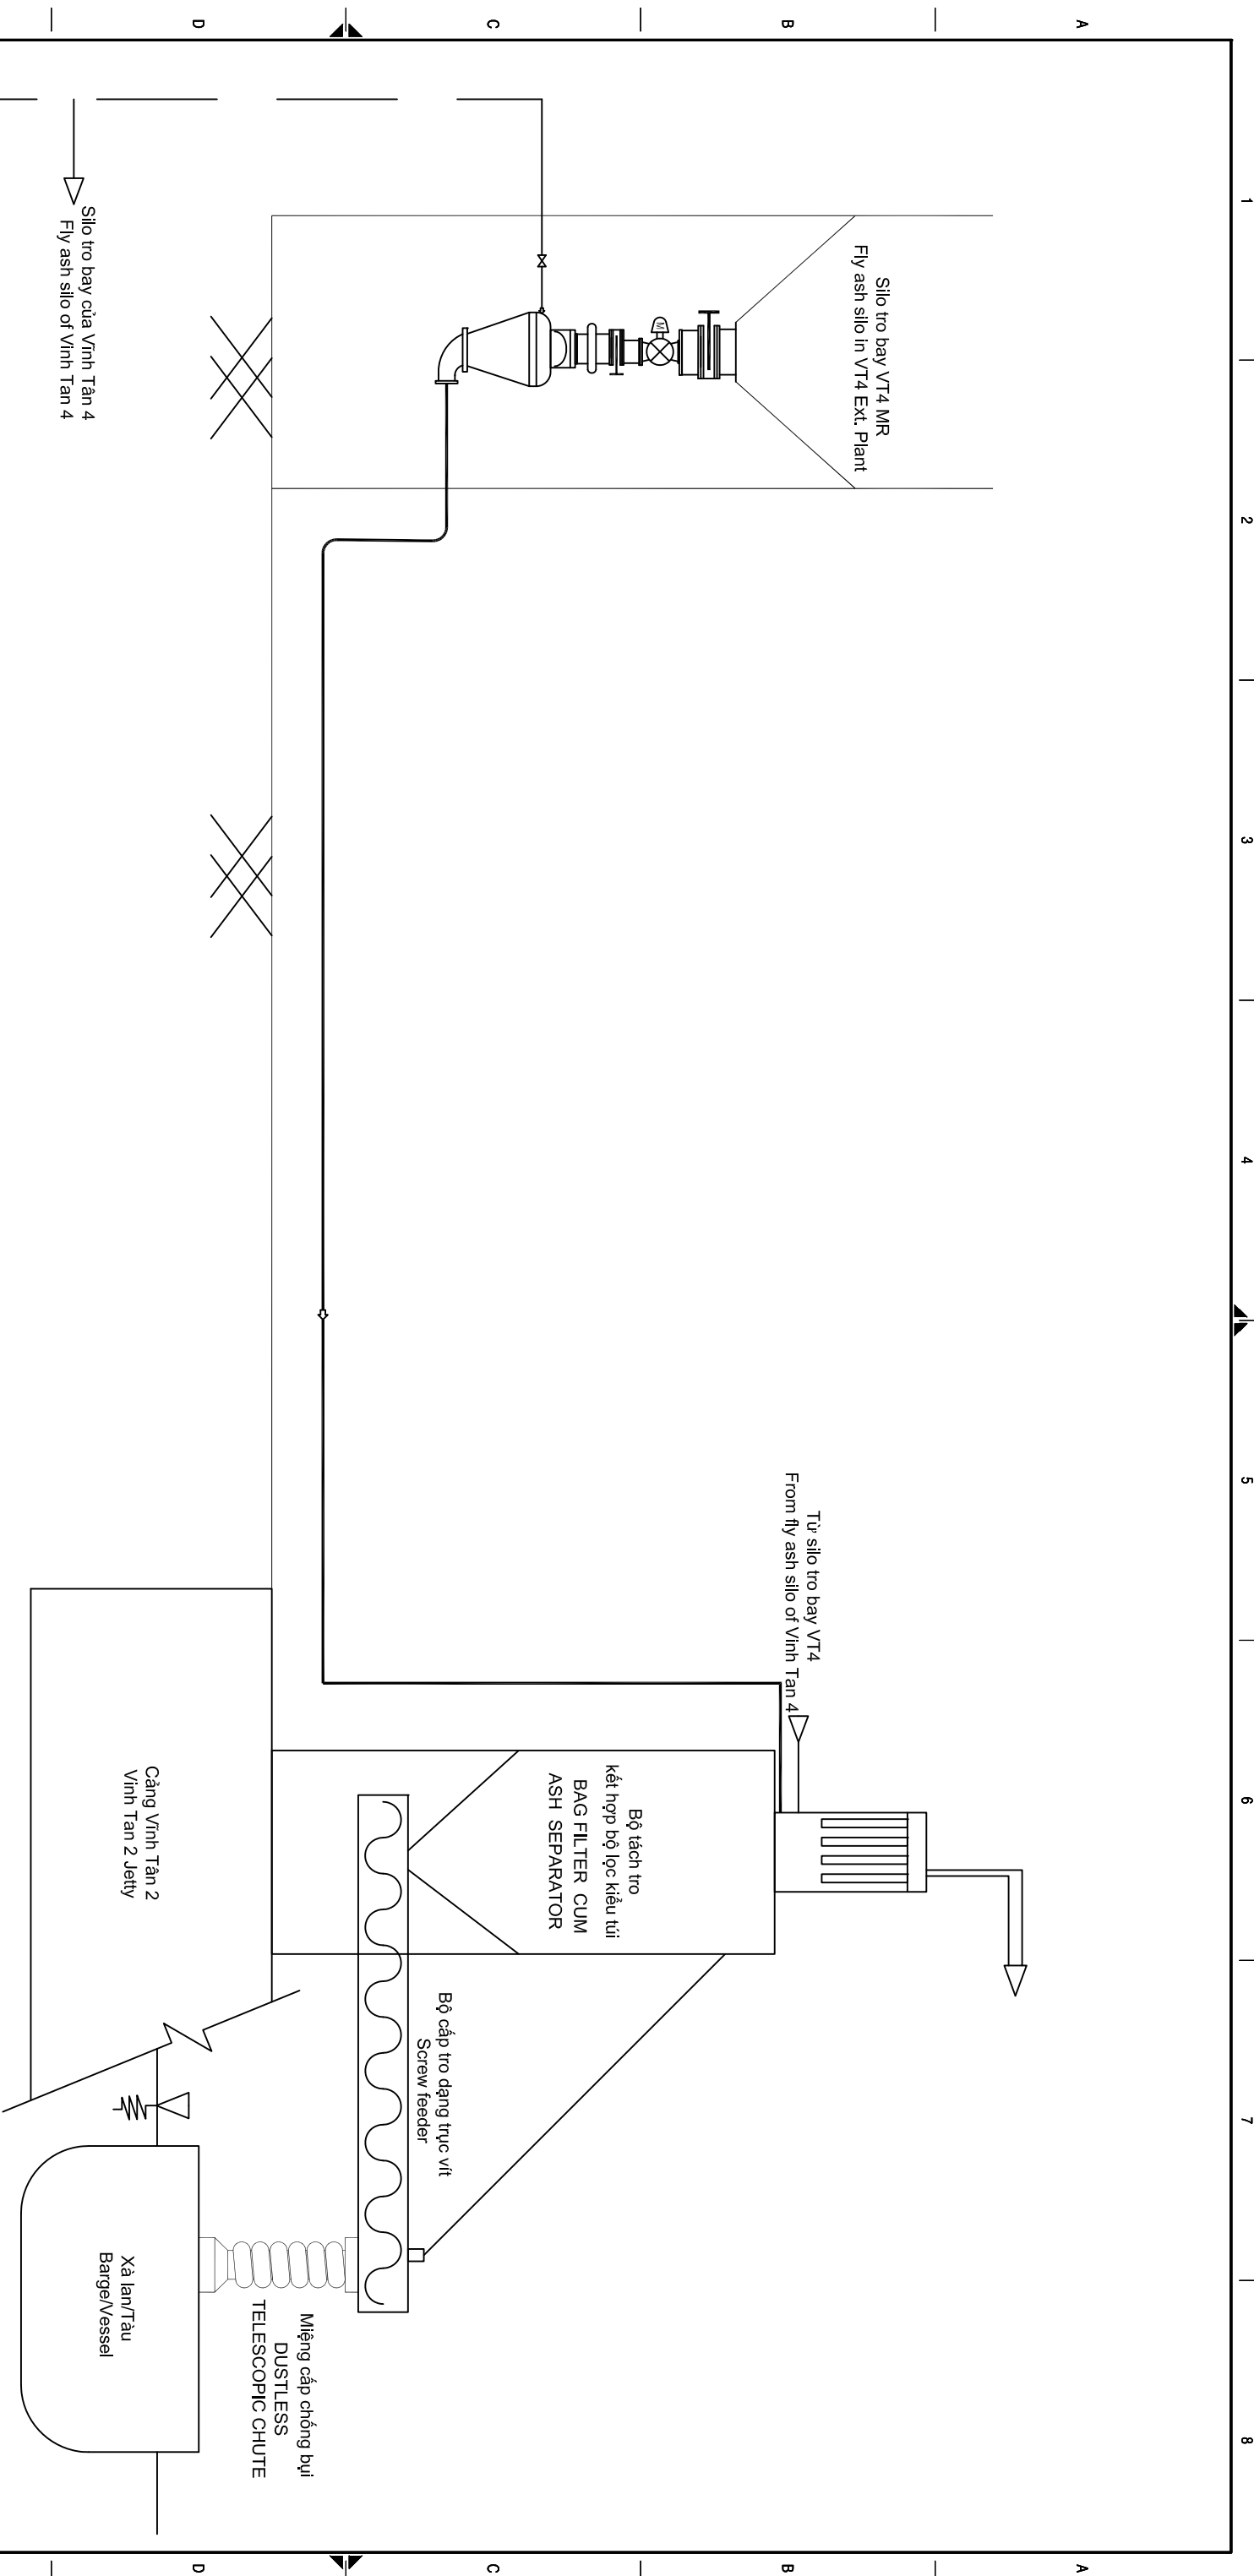 1
2
3
4
5
6
7
8
A
B
C
D
A
B
C
D
Silo tro bay VT4 MR
Fly ash silo in VT4 Ext. Plant
M
Silo tro bay của Vĩnh Tân 4
Fly ash silo of Vinh Tan 4
Từ silo tro bay VT4
From fly ash silo of Vinh Tan 4
Bộ tách tro
kết hợp bộ lọc kiểu túi
BAG FILTER CUM
ASH SEPARATOR
Bộ cấp tro dạng trục vít
Screw feeder
Cảng Vĩnh Tân 2
Vinh Tan 2 Jetty
Miệng cấp chống bụi
DUSTLESS
TELESCOPIC CHUTE
Xà lan/Tàu
Barge/Vessel